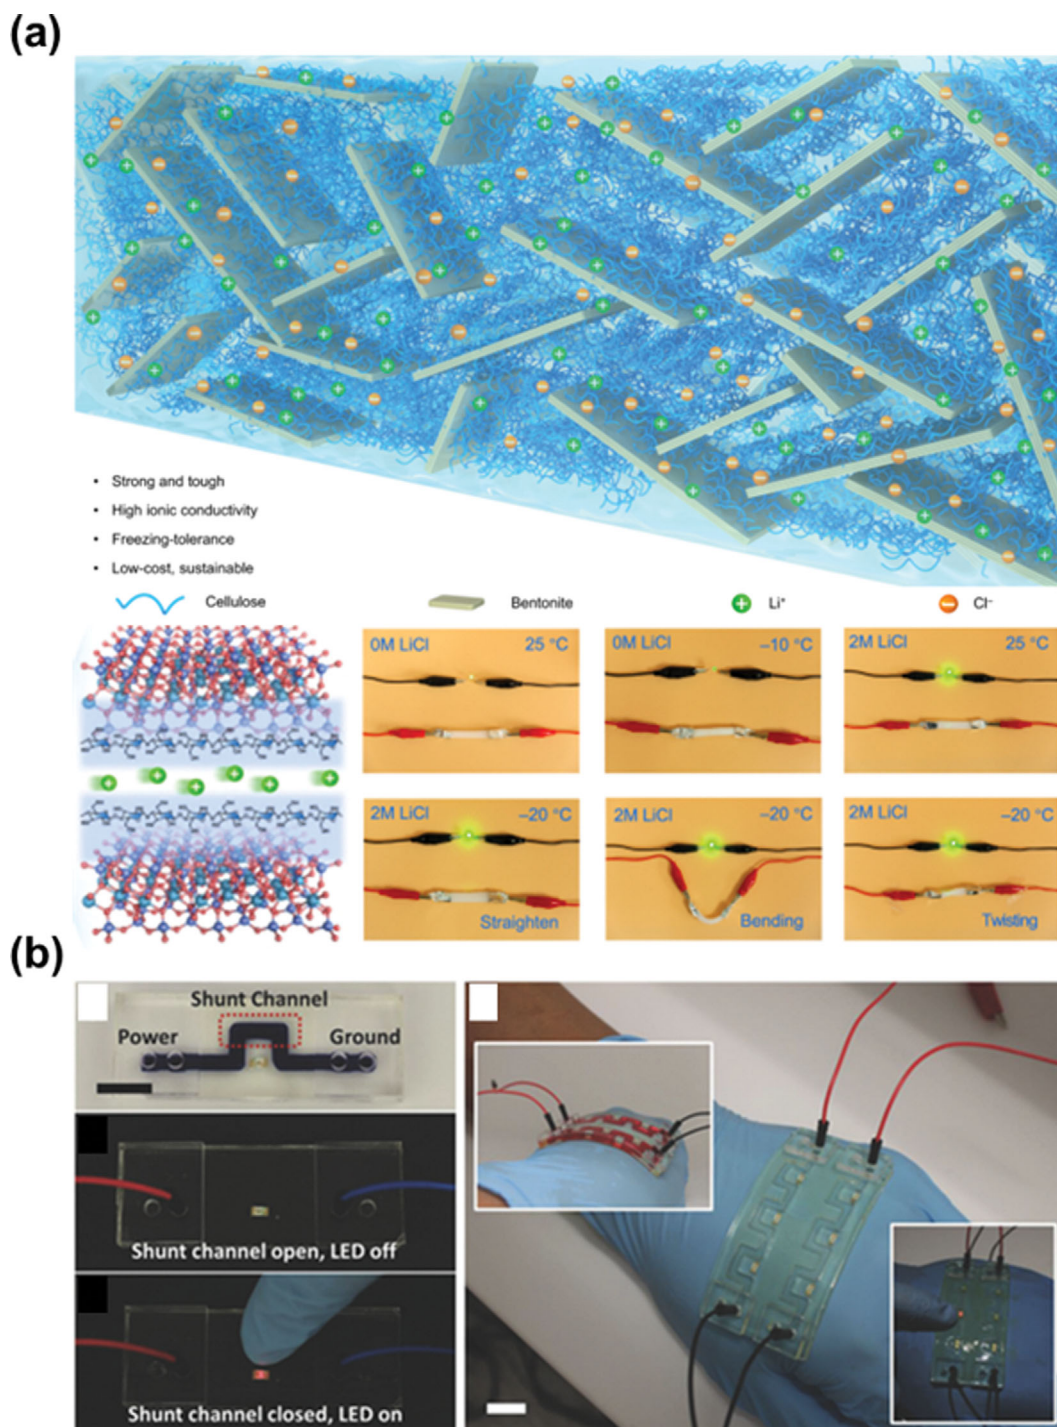 (a)
• Strong and tough
• High ionic conductivity
• Freezing-tolerance
• Low-cost, sustainable
Cellulose
Bentonite
+ Li⁺
− Cl⁻
0M LiCl 25 °C
0M LiCl −10 °C
2M LiCl 25 °C
2M LiCl −20 °C
Straighten
2M LiCl −20 °C
Bending
2M LiCl −20 °C
Twisting
(b)
Shunt Channel
Power Ground
Shunt channel open, LED off
Shunt channel closed, LED on